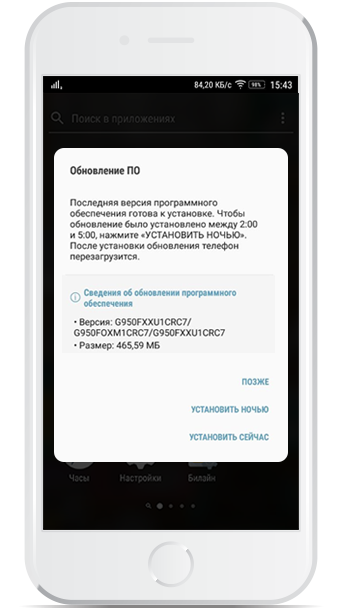 84,20 КБ/с 98% 15:43
Поиск в приложениях
Обновление ПО
Последняя версия программного
обеспечения готова к установке. Чтобы
обновление было установлено между 2:00
и 5:00, нажмите «УСТАНОВИТЬ НОЧЬЮ».
После установки обновления телефон
перезагрузится.
Сведения об обновлении программного
обеспечения
• Версия: G950FXXU1CRC7/
G950FOXM1CRC7/G950FXXU1CRC7
• Размер: 465,59 МБ
ПОЗЖЕ
УСТАНОВИТЬ НОЧЬЮ
УСТАНОВИТЬ СЕЙЧАС
Часы Настройки Билайн